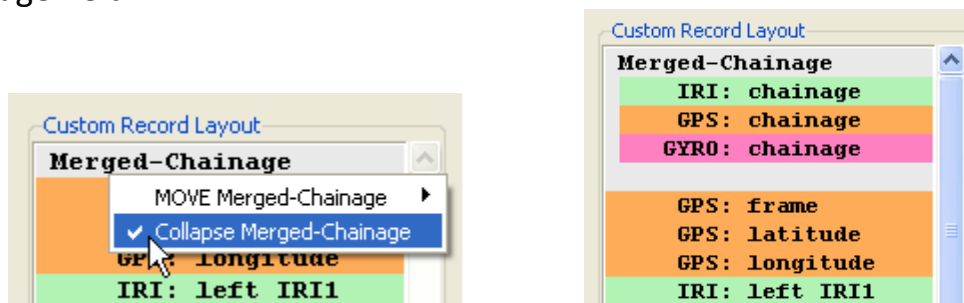 Custom Record Layout
Merged-Chainage
MOVE Merged-Chainage
Collapse Merged-Chainage
longitude
IRI: left IRI1
Custom Record Layout
Merged-Chainage
IRI: chainage
GPS: chainage
GYRO: chainage
GPS: frame
GPS: latitude
GPS: longitude
IRI: left IRI1